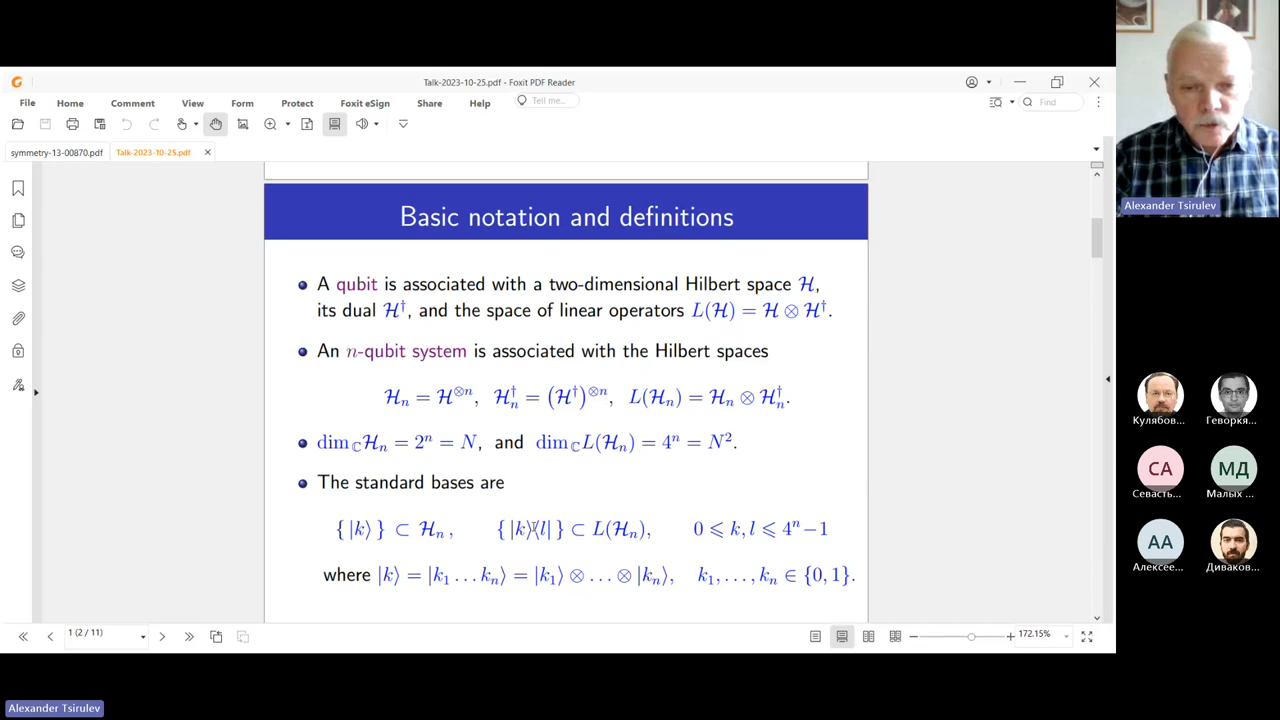 Talk-2023-10-25.pdf - Foxit PDF Reader
File Home Comment View Form Protect Foxit eSign Share Help Tell me... Find
symmetry-13-00870.pdf Talk-2023-10-25.pdf
Basic notation and definitions
A qubit is associated with a two-dimensional Hilbert space ℋ,
its dual ℋ†, and the space of linear operators L(ℋ) = ℋ ⊗ ℋ†.
An n-qubit system is associated with the Hilbert spaces
ℋₙ = ℋ^{⊗n}, ℋₙ† = (ℋ†)^{⊗n}, L(ℋₙ) = ℋₙ ⊗ ℋₙ†.
dim_ℂ ℋₙ = 2ⁿ = N, and dim_ℂ L(ℋₙ) = 4ⁿ = N².
The standard bases are
{ |k⟩ } ⊂ ℋₙ, { |k⟩⟨l| } ⊂ L(ℋₙ), 0 ⩽ k, l ⩽ 4ⁿ−1
where |k⟩ = |k₁ … kₙ⟩ = |k₁⟩ ⊗ … ⊗ |kₙ⟩, k₁, … , kₙ ∈ {0, 1}.
1 (2 / 11)
172.15%
Alexander Tsirulev
Кулябов...
Геворкя...
СА
МД
Севасть...
Малых ...
АА
Алексее...
Диваков...
Alexander Tsirulev